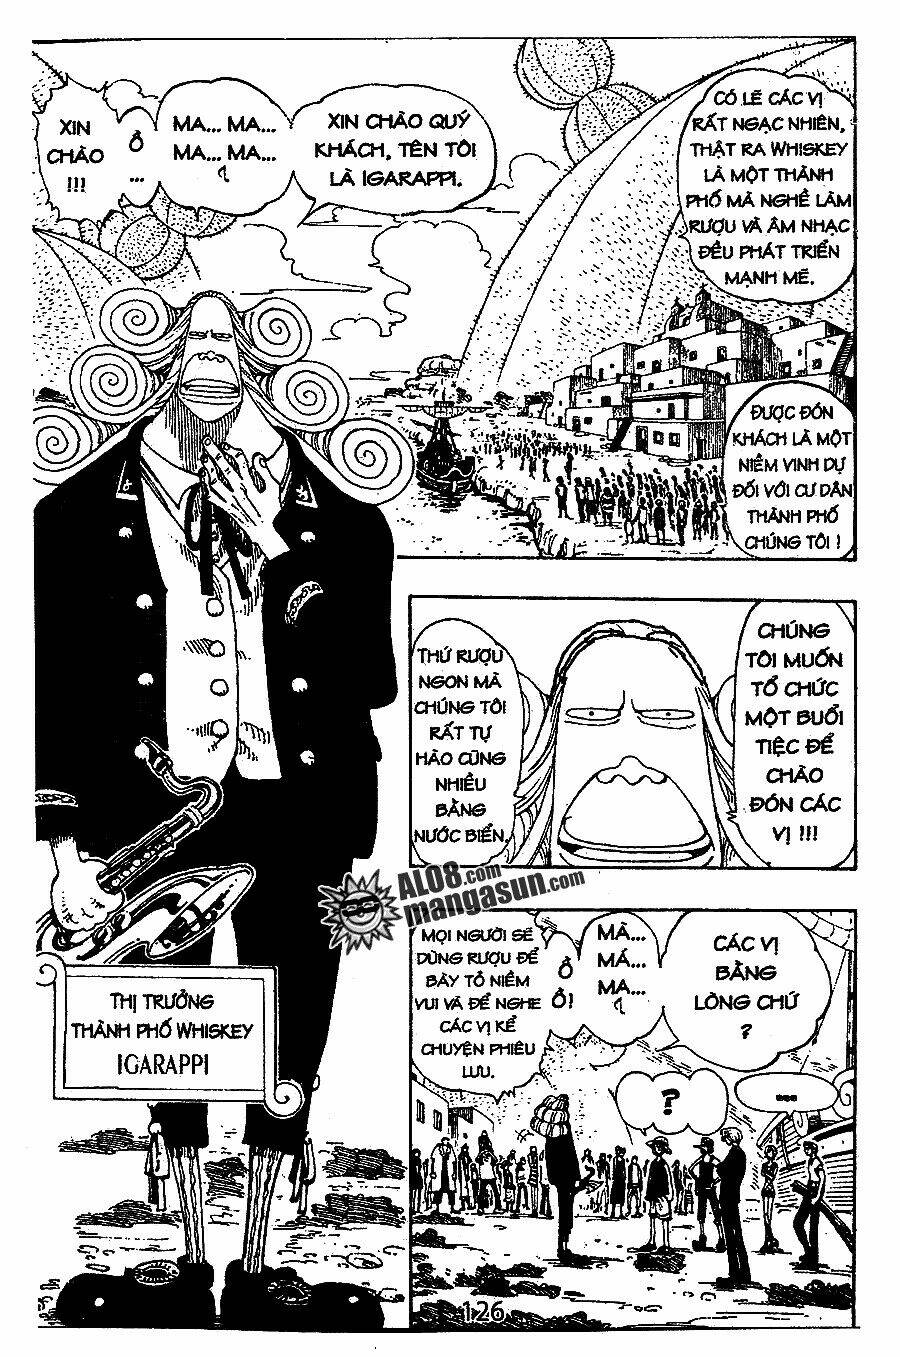 XIN
CHÀO
!!!
Ồ
...
MA... MA...
MA... MA...
XIN CHÀO QUÝ
KHÁCH, TÊN TÔI
LÀ IGARAPPI.
CÓ LẼ CÁC VỊ
RẤT NGẠC NHIÊN,
THẬT RA WHISKEY
LÀ MỘT THÀNH
PHỐ MÀ NGHỀ LÀM
RƯỢU VÀ ÂM NHẠC
ĐỀU PHÁT TRIỂN
MẠNH MẼ.
ĐƯỢC ĐÓN
KHÁCH LÀ MỘT
NIỀM VINH DỰ
ĐỐI VỚI CƯ DÂN
THÀNH PHỐ
CHÚNG TÔI !
CHÚNG
TÔI MUỐN
TỔ CHỨC
MỘT BUỔI
TIỆC ĐỂ
CHÀO
ĐÓN CÁC
VỊ !!!
THỨ RƯỢU
NGON MÀ
CHÚNG TÔI
RẤT TỰ
HÀO CŨNG
NHIỀU
BẰNG
NƯỚC BIỂN.
AL08.com
mangasun.com
MỌI NGƯỜI SẼ
DÙNG RƯỢU ĐỂ
BÀY TỎ NIỀM
VUI VÀ ĐỂ NGHE
CÁC VỊ KỂ
CHUYỆN PHIÊU
LƯU.
Ồ
Ồ!
MÀ...
MÁ...
MA...
CÁC VỊ
BẰNG
LÒNG CHỨ
?
?
...
THỊ TRƯỞNG
THÀNH PHỐ WHISKEY
IGARAPPI
126